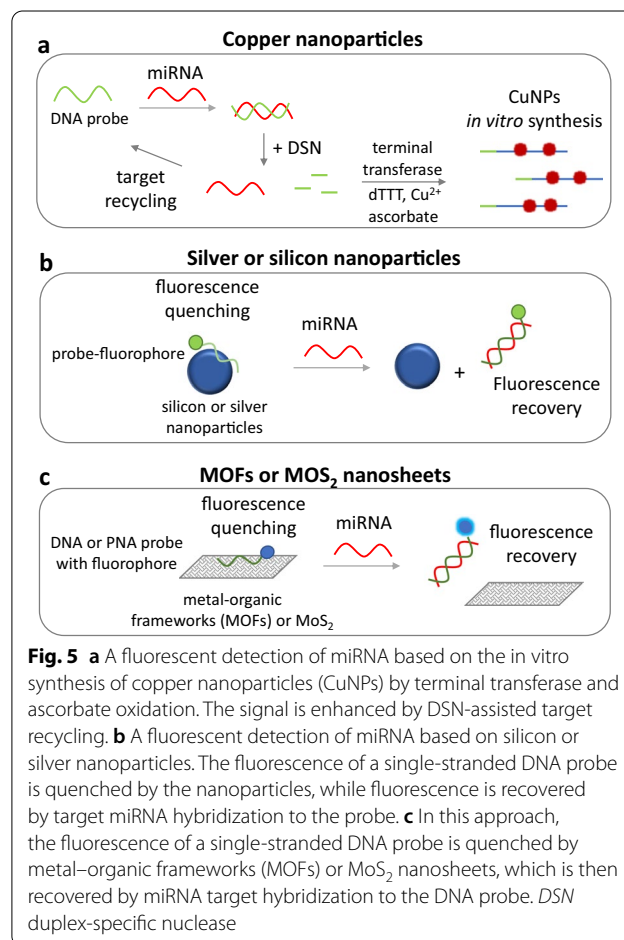 a Copper nanoparticles
miRNA
DNA probe
+ DSN
target
recycling
terminal
transferase
dTTT, Cu²⁺
ascorbate
CuNPs
in vitro synthesis
b Silver or silicon nanoparticles
fluorescence
quenching
probe-fluorophore
silicon or silver
nanoparticles
miRNA
+
Fluorescence
recovery
c MOFs or MOS₂ nanosheets
fluorescence
quenching
DNA or PNA probe
with fluorophore
metal-organic
frameworks (MOFs) or MoS₂
miRNA
fluorescence
recovery
Fig. 5 a A fluorescent detection of miRNA based on the in vitro
synthesis of copper nanoparticles (CuNPs) by terminal transferase and
ascorbate oxidation. The signal is enhanced by DSN-assisted target
recycling. b A fluorescent detection of miRNA based on silicon or
silver nanoparticles. The fluorescence of a single-stranded DNA probe
is quenched by the nanoparticles, while fluorescence is recovered
by target miRNA hybridization to the probe. c In this approach,
the fluorescence of a single-stranded DNA probe is quenched by
metal–organic frameworks (MOFs) or MoS₂ nanosheets, which is then
recovered by miRNA target hybridization to the DNA probe. DSN
duplex-specific nuclease